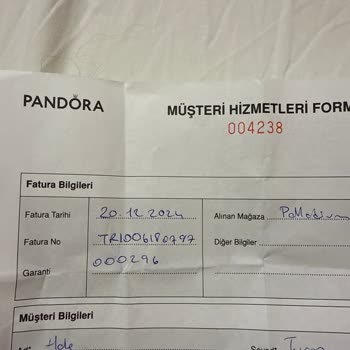 PANDORA
MÜŞTERİ HİZMETLERİ FORM
004238
Fatura Bilgileri
Fatura Tarihi 20.12.2024 Alınan Mağaza Palladium
Fatura No TR1006180797 Diğer Bilgiler
000296
Garanti
Müşteri Bilgileri